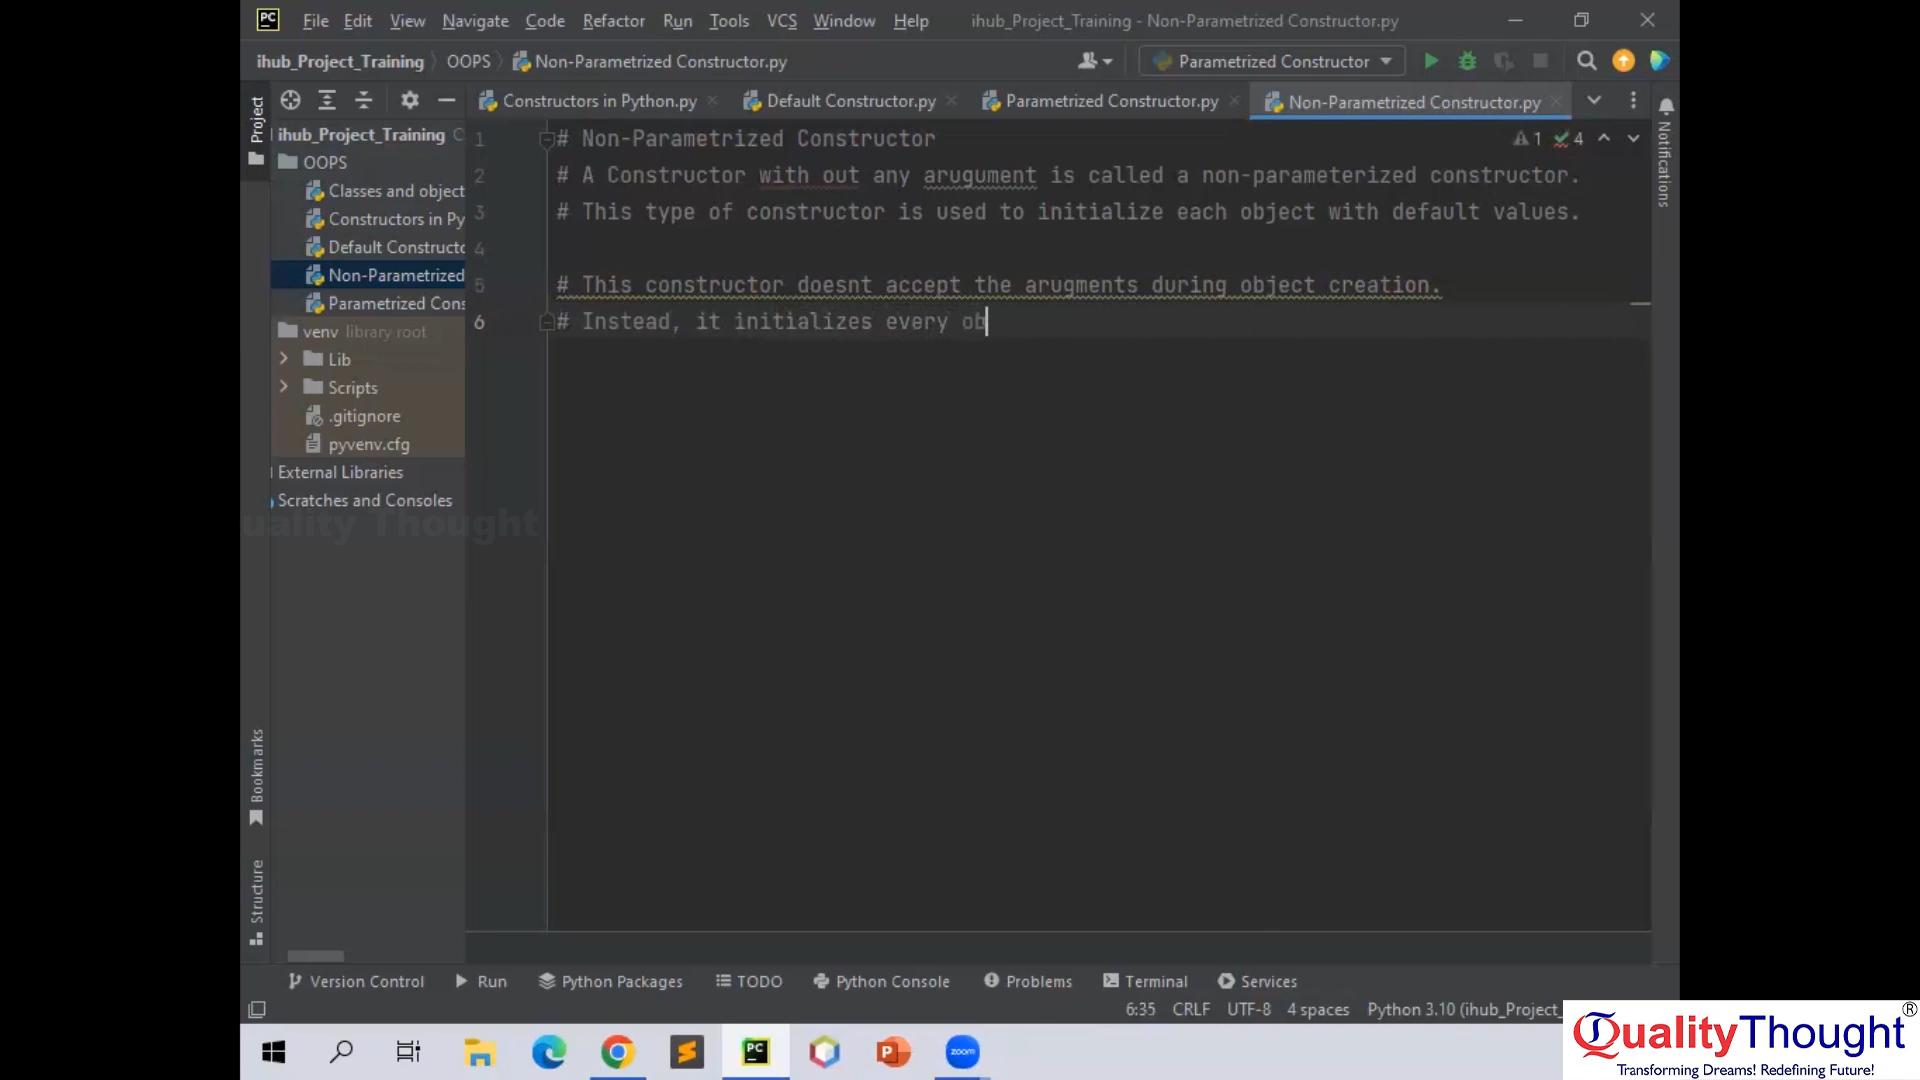 PC File Edit View Navigate Code Refactor Run Tools VCS Window Help ihub_Project_Training - Non-Parametrized Constructor.py
ihub_Project_Training OOPS Non-Parametrized Constructor.py Parametrized Constructor
Constructors in Python.py Default Constructor.py Parametrized Constructor.py Non-Parametrized Constructor.py
Project
Notifications
ihub_Project_Training C
OOPS
Classes and object
Constructors in Py
Default Constructo
Non-Parametrized
Parametrized Cons
venv library root
Lib
Scripts
.gitignore
pyvenv.cfg
External Libraries
Scratches and Consoles
uality Thought
1 # Non-Parametrized Constructor 1 4
2 # A Constructor with out any arugument is called a non-parameterized constructor.
3 # This type of constructor is used to initialize each object with default values.
4
5 # This constructor doesnt accept the arugments during object creation.
6 # Instead, it initializes every ob
Bookmarks
Structure
Version Control Run Python Packages TODO Python Console Problems Terminal Services
6:35 CRLF UTF-8 4 spaces Python 3.10 (ihub_Project_
PC P zoom
QualityThought®
Transforming Dreams! Redefining Future!